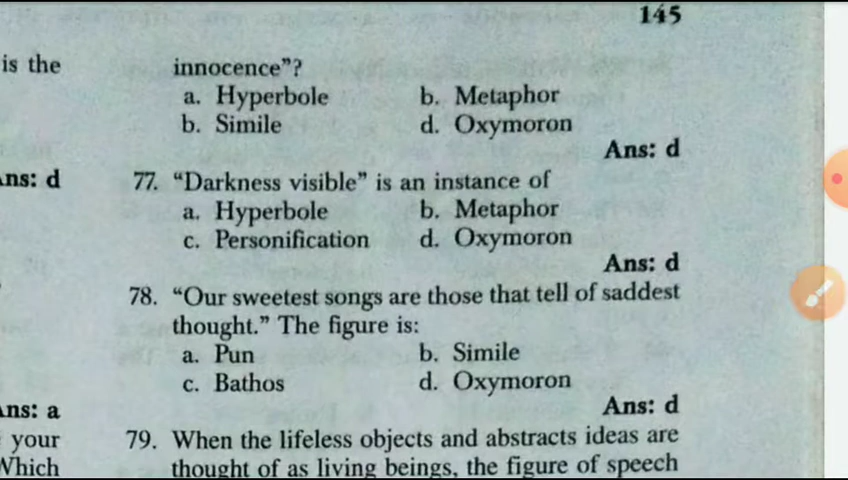 145
is the
innocence"?
a. Hyperbole b. Metaphor
b. Simile d. Oxymoron
Ans: d
ns: d
77. "Darkness visible" is an instance of
a. Hyperbole b. Metaphor
c. Personification d. Oxymoron
Ans: d
78. "Our sweetest songs are those that tell of saddest
thought." The figure is:
a. Pun b. Simile
c. Bathos d. Oxymoron
Ans: d
ns: a
your
Which
79. When the lifeless objects and abstracts ideas are
thought of as living beings, the figure of speech